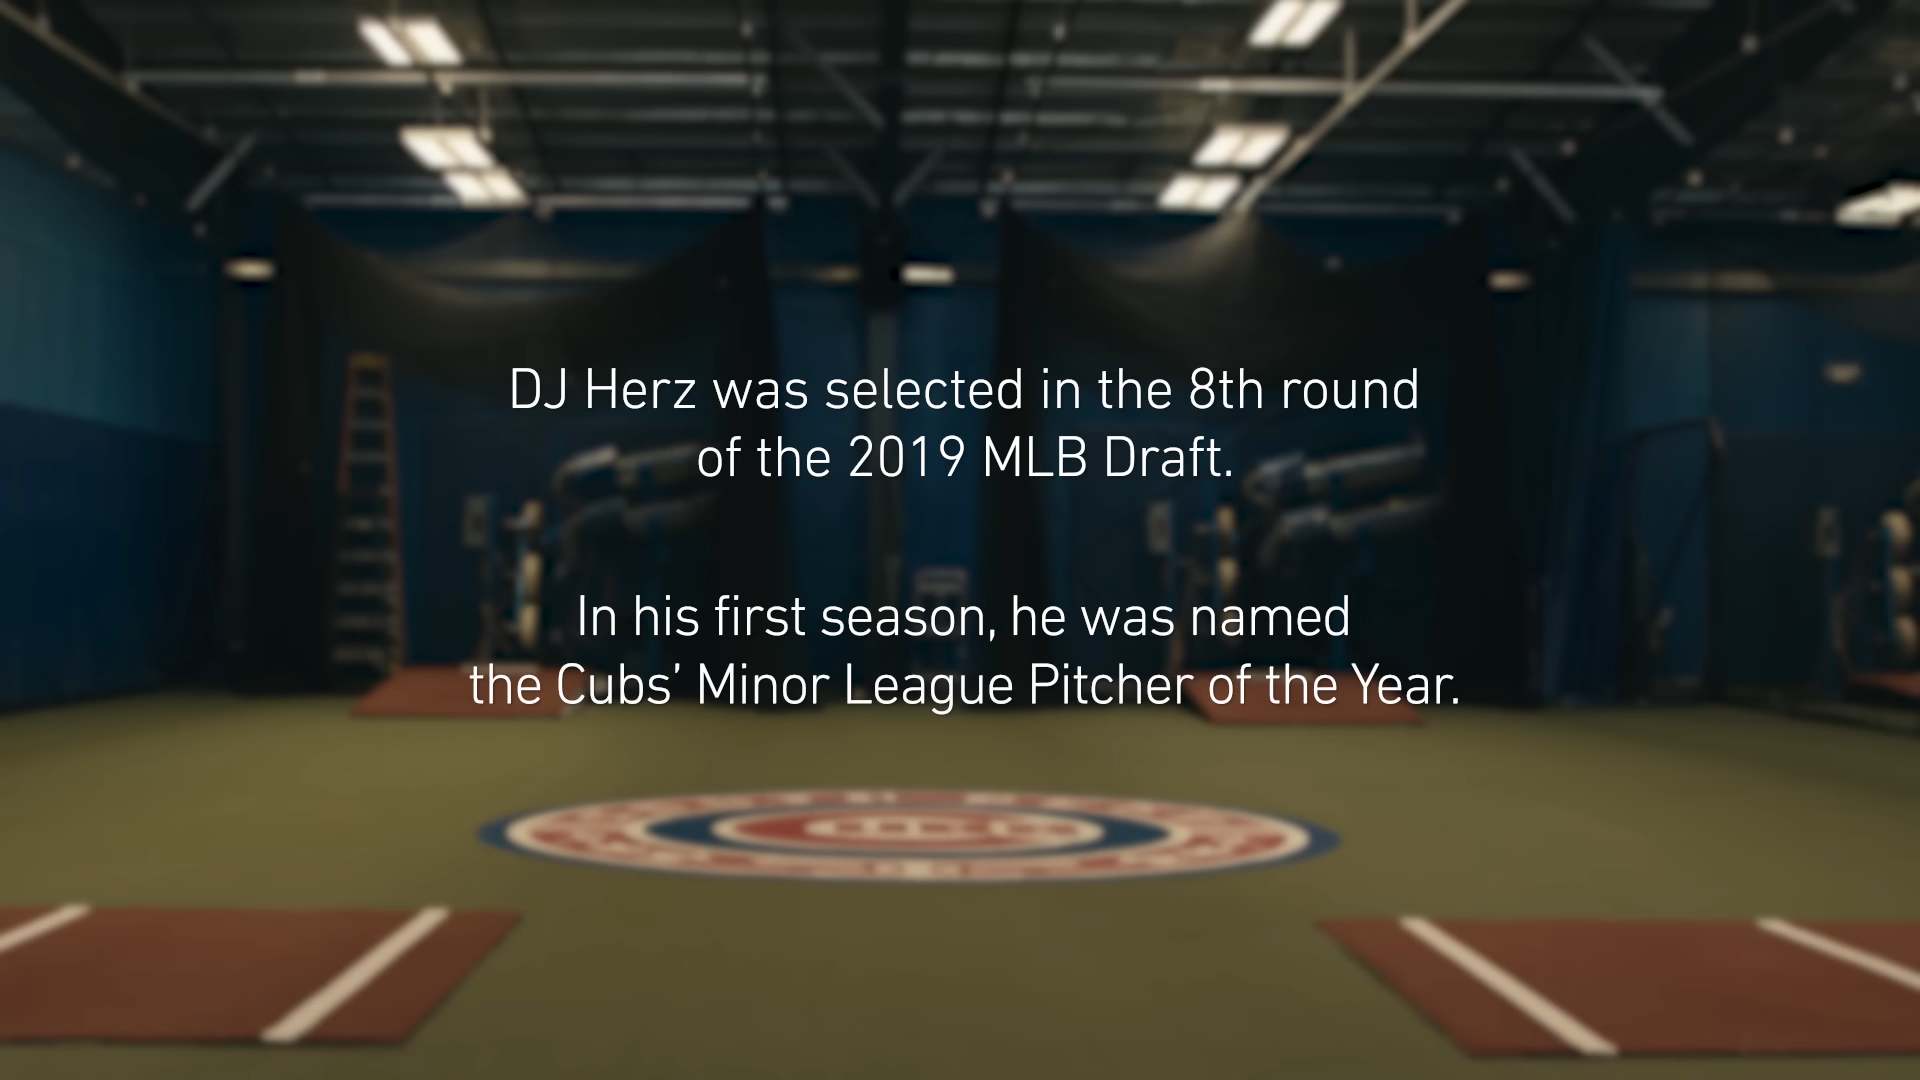 DJ Herz was selected in the 8th round
of the 2019 MLB Draft.
In his first season, he was named
the Cubs’ Minor League Pitcher of the Year.